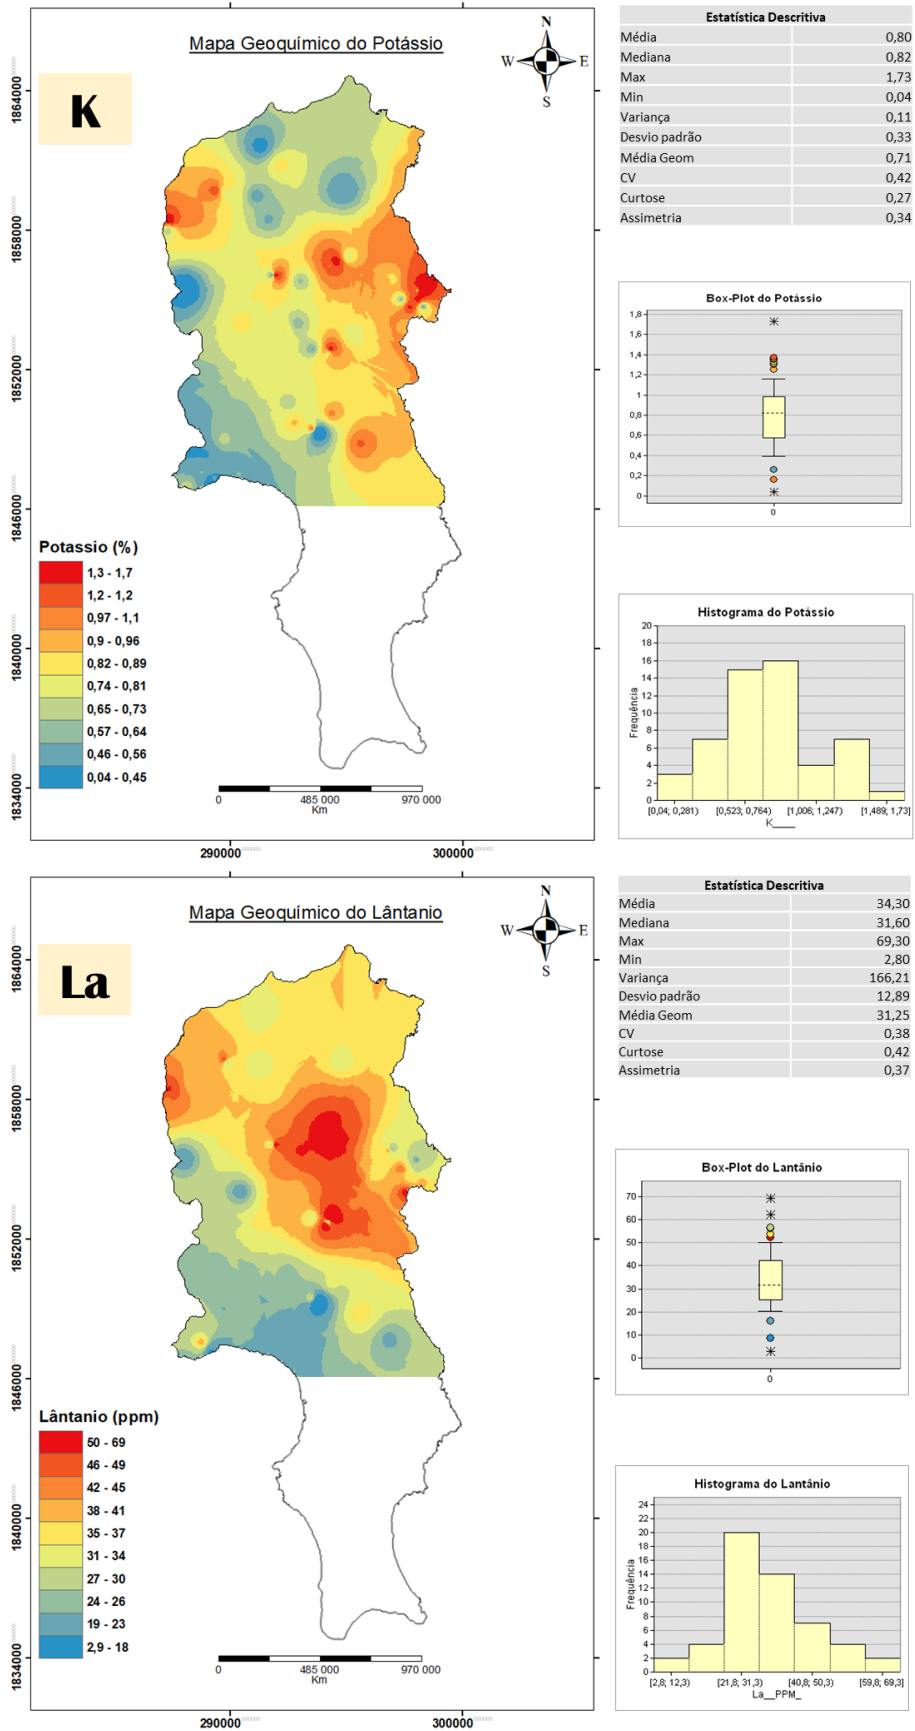 Mapa Geoquímico do Potássio
K
N
W E
S
1864000
1858000
1852000
1846000
1840000
1834000
Potassio (%)
1,3 - 1,7
1,2 - 1,2
0,97 - 1,1
0,9 - 0,96
0,82 - 0,89
0,74 - 0,81
0,65 - 0,73
0,57 - 0,64
0,46 - 0,56
0,04 - 0,45
0 485 000 970 000
Km
290000 300000
Estatística Descritiva
Média 0,80
Mediana 0,82
Max 1,73
Min 0,04
Variança 0,11
Desvio padrão 0,33
Média Geom 0,71
CV 0,42
Curtose 0,27
Assimetria 0,34
Box-Plot do Potássio
1,8
1,6
1,4
1,2
1
0,8
0,6
0,4
0,2
0
0
Histograma do Potássio
Frequência
20
18
16
14
12
10
8
6
4
2
0
[0,04; 0,281) [0,523; 0,764) [1,006; 1,247) [1,489; 1,73]
K____
Mapa Geoquímico do Lântanio
La
N
W E
S
1864000
1858000
1852000
1846000
1840000
1834000
Lântanio (ppm)
50 - 69
46 - 49
42 - 45
38 - 41
35 - 37
31 - 34
27 - 30
24 - 26
19 - 23
2,9 - 18
0 485 000 970 000
Km
290000 300000
Estatística Descritiva
Média 34,30
Mediana 31,60
Max 69,30
Min 2,80
Variança 166,21
Desvio padrão 12,89
Média Geom 31,25
CV 0,38
Curtose 0,42
Assimetria 0,37
Box-Plot do Lantânio
70
60
50
40
30
20
10
0
0
Histograma do Lantânio
Frequência
24
22
20
18
16
14
12
10
8
6
4
2
0
[2,8; 12,3) [21,8; 31,3) [40,8; 50,3) [59,8; 69,3]
La__PPM_